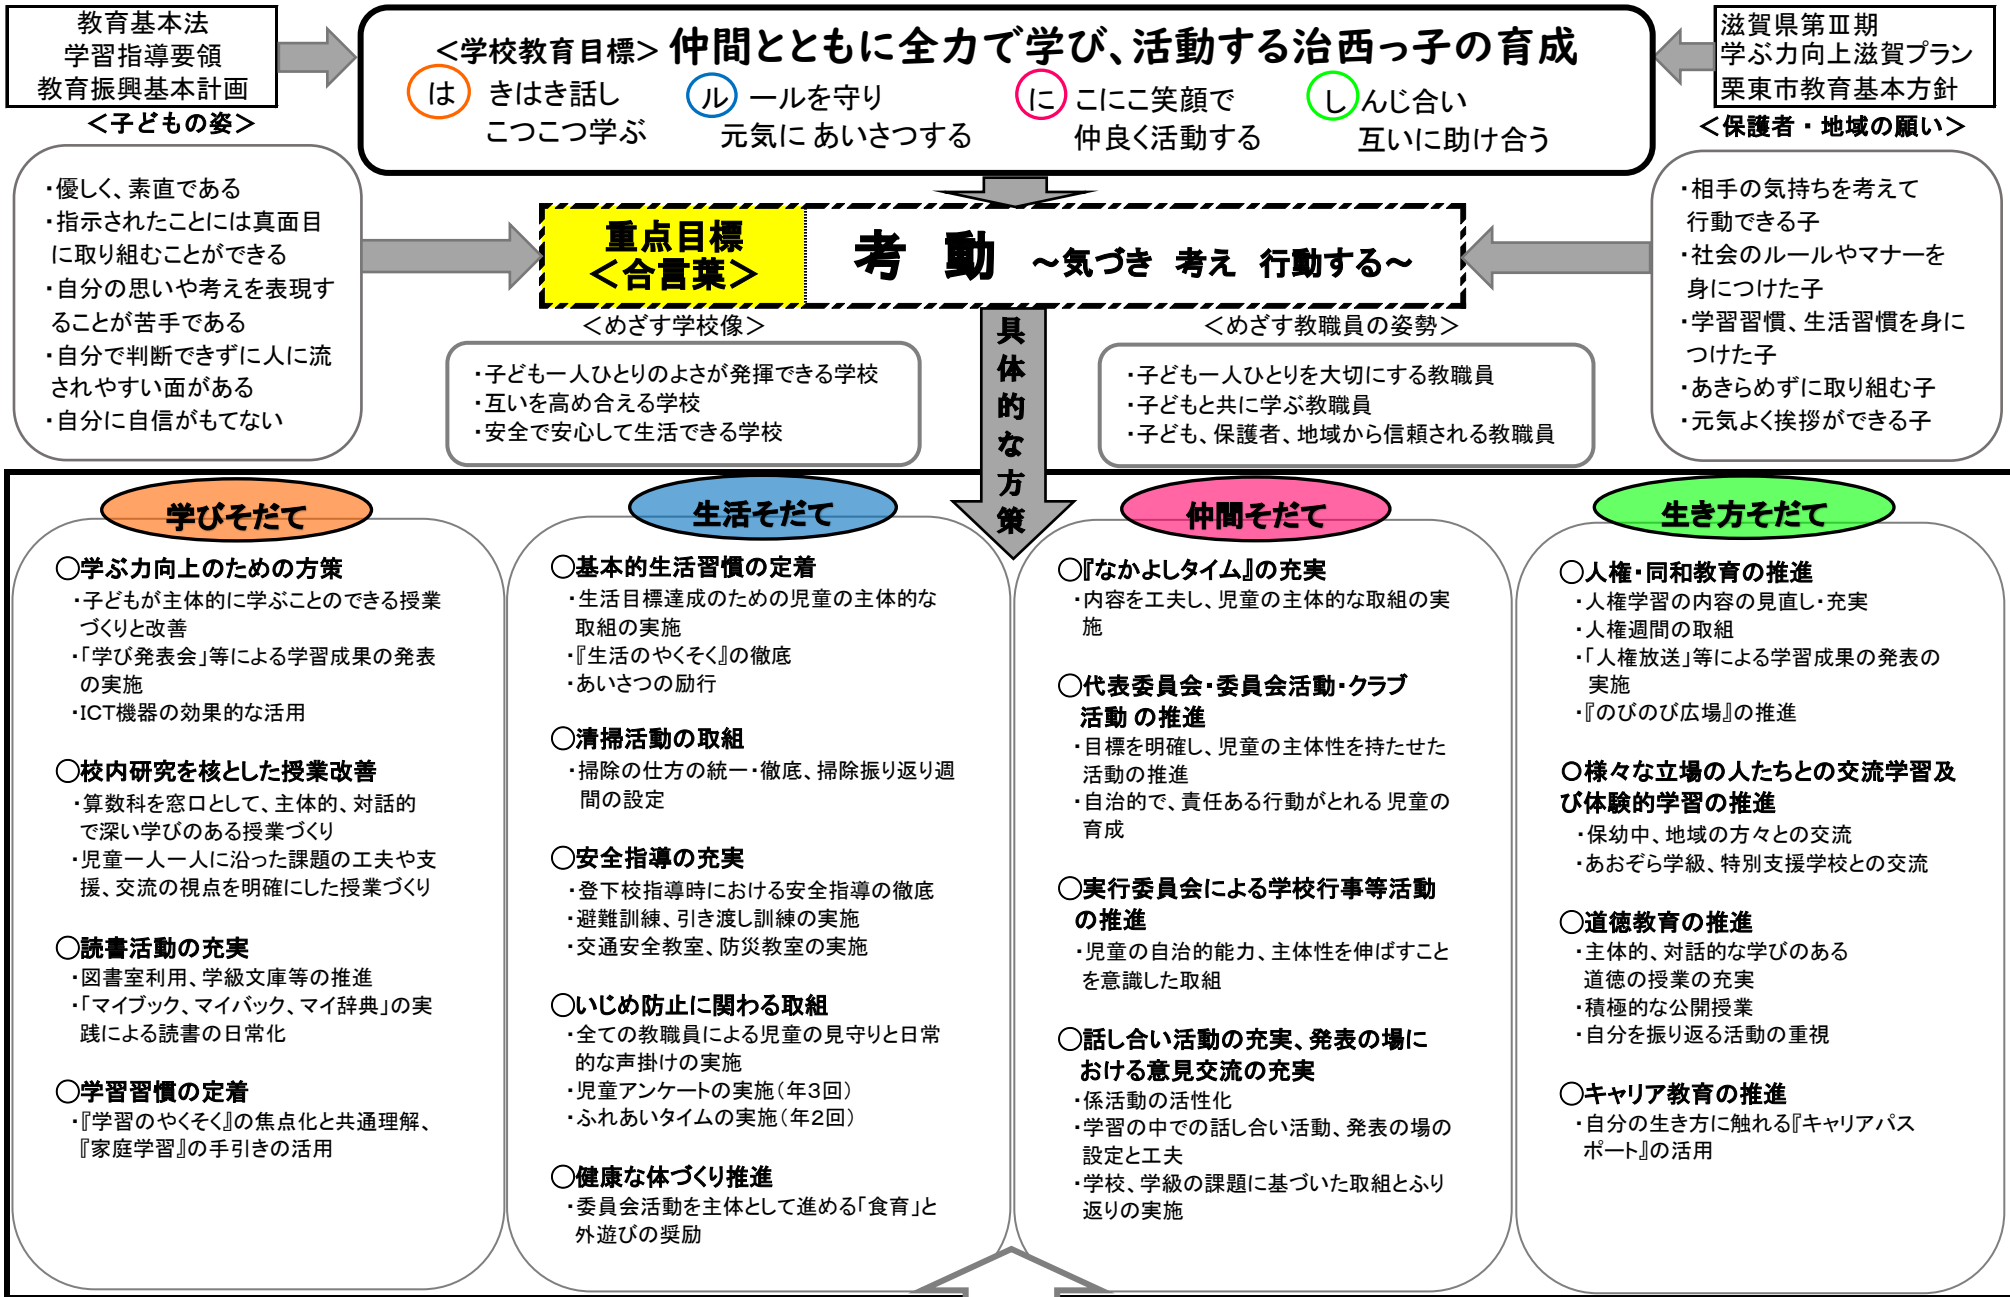 教育基本法
学習指導要領
教育振興基本計画
<学校教育目標> 仲間とともに全力で学び、活動する治西っ子の育成
は きはき話し
こつこつ学ぶ
ル ールを守り
元気に あいさつする
に こにこ笑顔で
仲良く活動する
し んじ合い
互いに助け合う
滋賀県第Ⅲ期
学ぶ力向上滋賀プラン
栗東市教育基本方針
<子どもの姿>
・優しく、素直である
・指示されたことには真面目
に取り組むことができる
・自分の思いや考えを表現す
ることが苦手である
・自分で判断できずに人に流
されやすい面がある
・自分に自信がもてない
重点目標
<合言葉>
考 動 ~気づき 考え 行動する~
<保護者・地域の願い>
・相手の気持ちを考えて
行動できる子
・社会のルールやマナーを
身につけた子
・学習習慣、生活習慣を身に
つけた子
・あきらめずに取り組む子
・元気よく挨拶ができる子
<めざす学校像>
・子ども一人ひとりのよさが発揮できる学校
・互いを高め合える学校
・安全で安心して生活できる学校
具体的な方策
<めざす教職員の姿勢>
・子ども一人ひとりを大切にする教職員
・子どもと共に学ぶ教職員
・子ども、保護者、地域から信頼される教職員
学びそだて
○学ぶ力向上のための方策
・子どもが主体的に学ぶことのできる授業
づくりと改善
・「学び発表会」等による学習成果の発表
の実施
・ICT機器の効果的な活用
○校内研究を核とした授業改善
・算数科を窓口として、主体的、対話的
で深い学びのある授業づくり
・児童一人一人に沿った課題の工夫や支
援、交流の視点を明確にした授業づくり
○読書活動の充実
・図書室利用、学級文庫等の推進
・「マイブック、マイバック、マイ辞典」の実
践による読書の日常化
○学習習慣の定着
・『学習のやくそく』の焦点化と共通理解、
『家庭学習』の手引きの活用
生活そだて
○基本的生活習慣の定着
・生活目標達成のための児童の主体的な
取組の実施
・『生活のやくそく』の徹底
・あいさつの励行
○清掃活動の取組
・掃除の仕方の統一・徹底、掃除振り返り週
間の設定
○安全指導の充実
・登下校指導時における安全指導の徹底
・避難訓練、引き渡し訓練の実施
・交通安全教室、防災教室の実施
○いじめ防止に関わる取組
・全ての教職員による児童の見守りと日常
的な声掛けの実施
・児童アンケートの実施(年3回)
・ふれあいタイムの実施(年2回)
○健康な体づくり推進
・委員会活動を主体として進める「食育」と
外遊びの奨励
仲間そだて
○『なかよしタイム』の充実
・内容を工夫し、児童の主体的な取組の実
施
○代表委員会・委員会活動・クラブ
活動 の推進
・目標を明確し、児童の主体性を持たせた
活動の推進
・自治的で、責任ある行動がとれる 児童の
育成
○実行委員会による学校行事等活動
の推進
・児童の自治的能力、主体性を伸ばすこと
を意識した取組
○話し合い活動の充実、発表の場に
おける意見交流の充実
・係活動の活性化
・学習の中での話し合い活動、発表の場の
設定と工夫
・学校、学級の課題に基づいた取組とふり
返りの実施
生き方そだて
○人権・同和教育の推進
・人権学習の内容の見直し・充実
・人権週間の取組
・「人権放送」等による学習成果の発表の
実施
・『のびのび広場』の推進
○様々な立場の人たちとの交流学習及
び体験的学習の推進
・保幼中、地域の方々との交流
・あおぞら学級、特別支援学校との交流
○道徳教育の推進
・主体的、対話的な学びのある
道徳の授業の充実
・積極的な公開授業
・自分を振り返る活動の重視
○キャリア教育の推進
・自分の生き方に触れる『キャリアパス
ポート』の活用